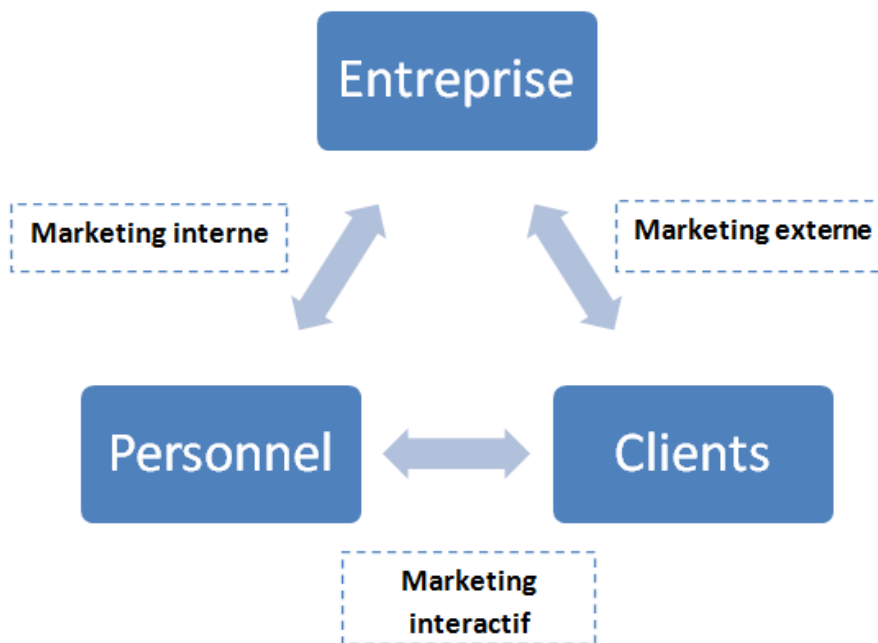 Entreprise
Marketing interne
Marketing externe
Personnel
Clients
Marketing
interactif